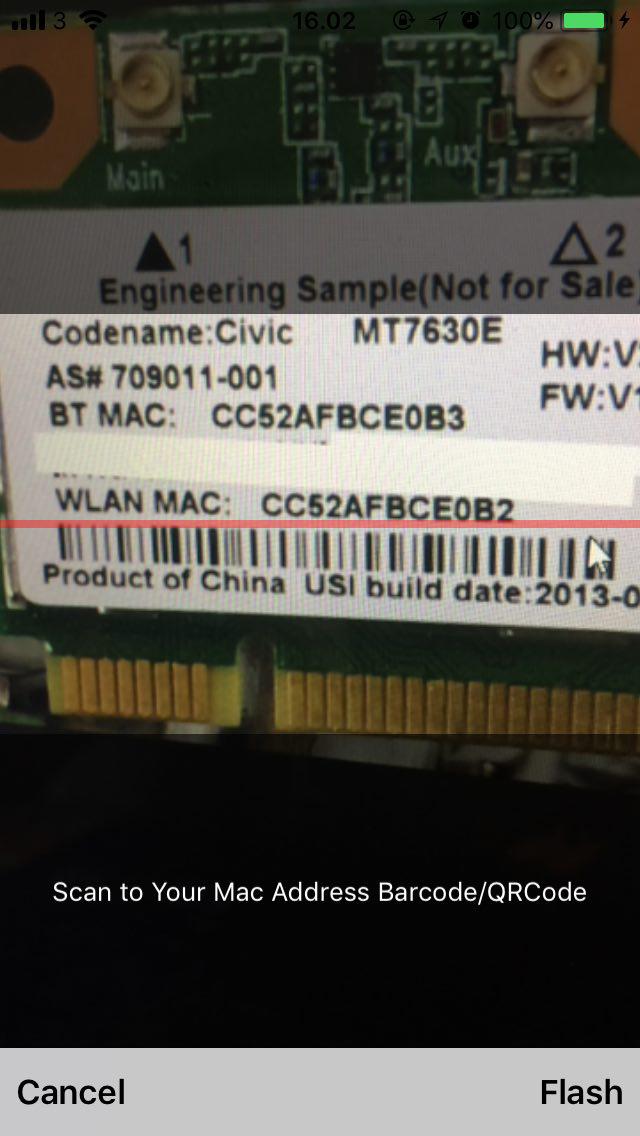 3 16.02 100%
Main
Aux
1 2
Engineering Sample(Not for Sale)
Codename:Civic MT7630E
HW:V
AS# 709011-001
FW:V1
BT MAC: CC52AFBCE0B3
WLAN MAC: CC52AFBCE0B2
Product of China USI build date:2013-0
Scan to Your Mac Address Barcode/QRCode
Cancel Flash